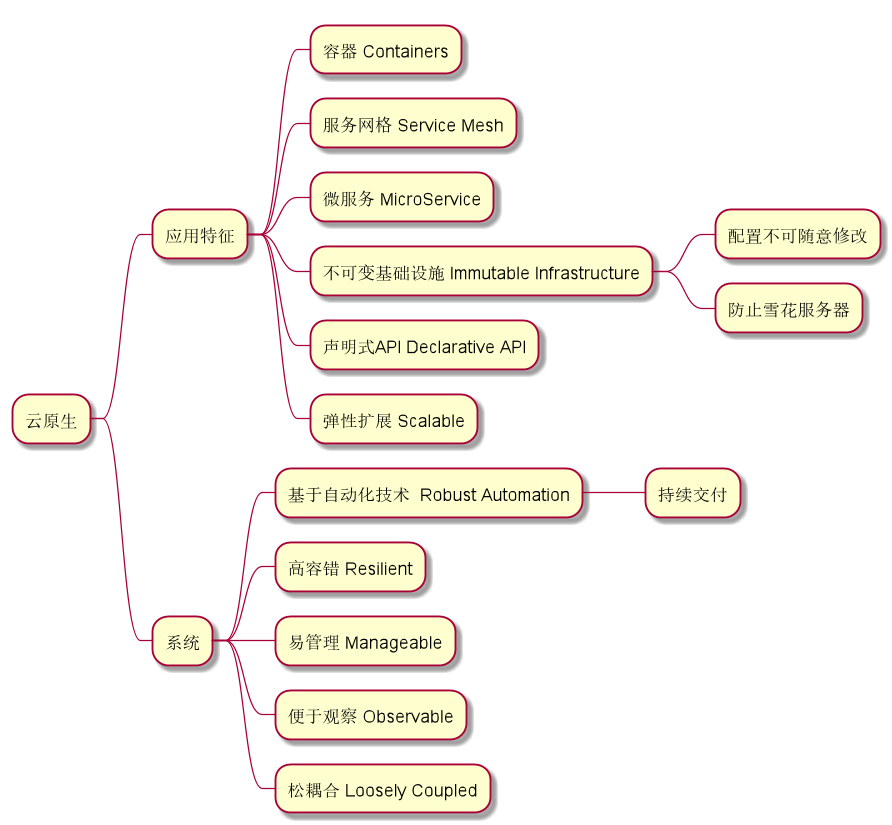 云原生
应用特征
容器 Containers
服务网格 Service Mesh
微服务 MicroService
不可变基础设施 Immutable Infrastructure
配置不可随意修改
防止雪花服务器
声明式API Declarative API
弹性扩展 Scalable
系统
基于自动化技术  Robust Automation
持续交付
高容错 Resilient
易管理 Manageable
便于观察 Observable
松耦合 Loosely Coupled